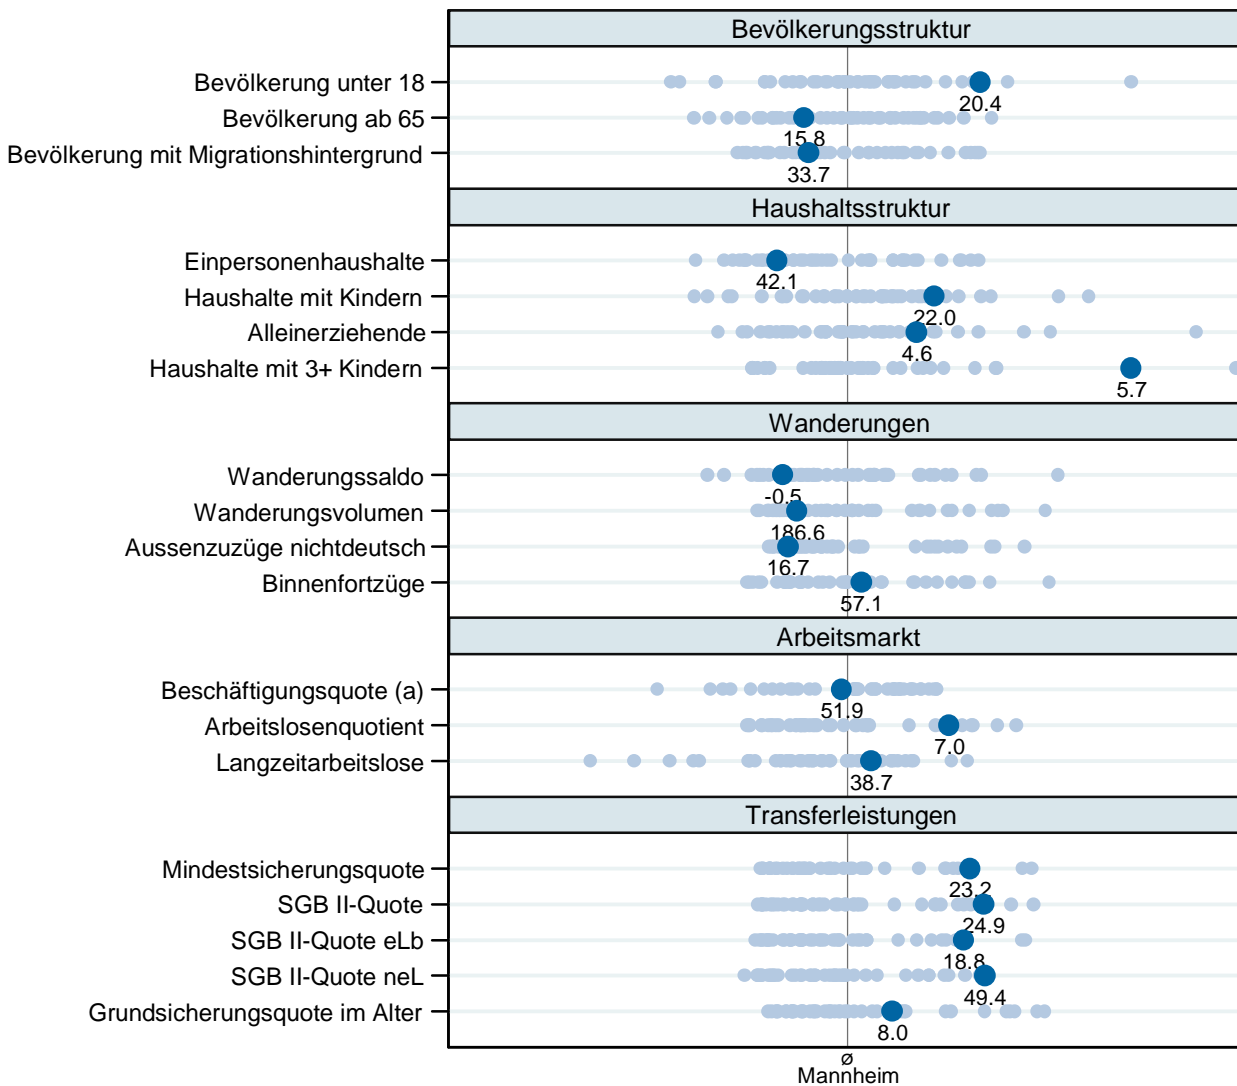 Bevölkerungsstruktur
Bevölkerung unter 18
20.4
Bevölkerung ab 65
15.8
Bevölkerung mit Migrationshintergrund
33.7
Haushaltsstruktur
Einpersonenhaushalte
42.1
Haushalte mit Kindern
22.0
Alleinerziehende
4.6
Haushalte mit 3+ Kindern
5.7
Wanderungen
Wanderungssaldo
-0.5
Wanderungsvolumen
186.6
Aussenzuzüge nichtdeutsch
16.7
Binnenfortzüge
57.1
Arbeitsmarkt
Beschäftigungsquote (a)
51.9
Arbeitslosenquotient
7.0
Langzeitarbeitslose
38.7
Transferleistungen
Mindestsicherungsquote
23.2
SGB II-Quote
24.9
SGB II-Quote eLb
18.8
SGB II-Quote neL
49.4
Grundsicherungsquote im Alter
8.0
ø
Mannheim